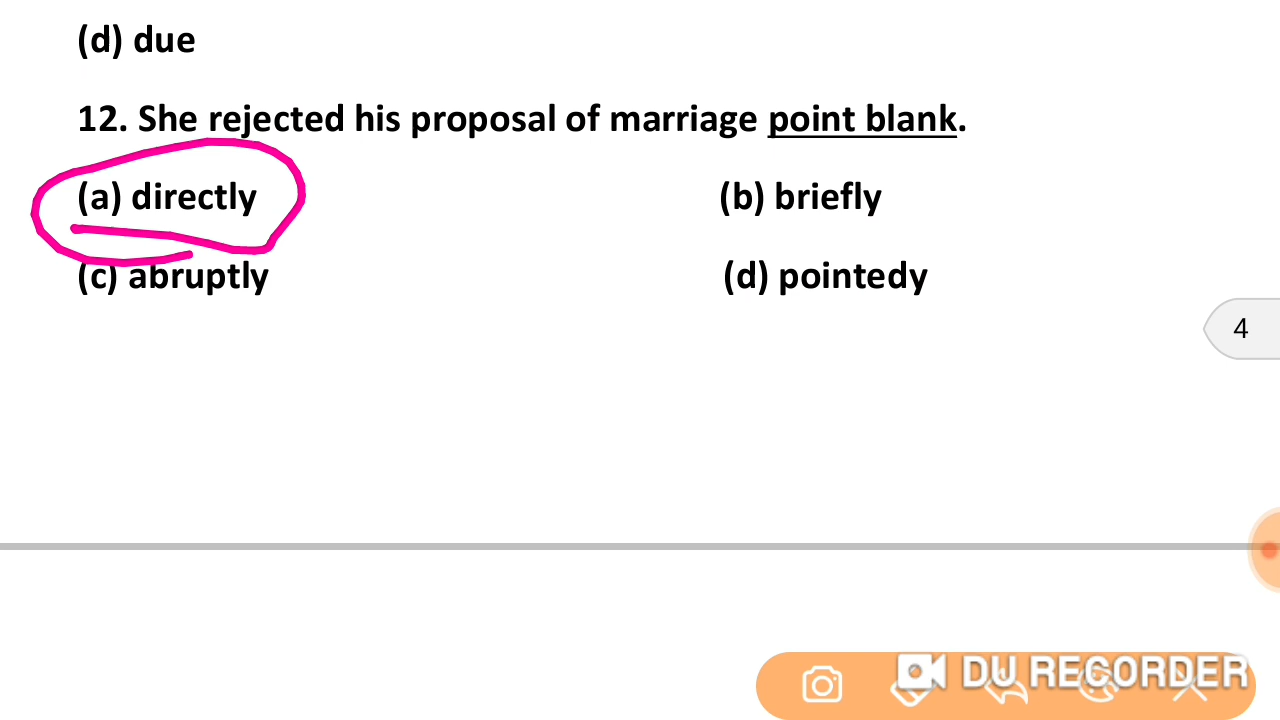 (d) due
12. She rejected his proposal of marriage point blank.
(a) directly (b) briefly
(c) abruptly (d) pointedy
4
DU RECORDER